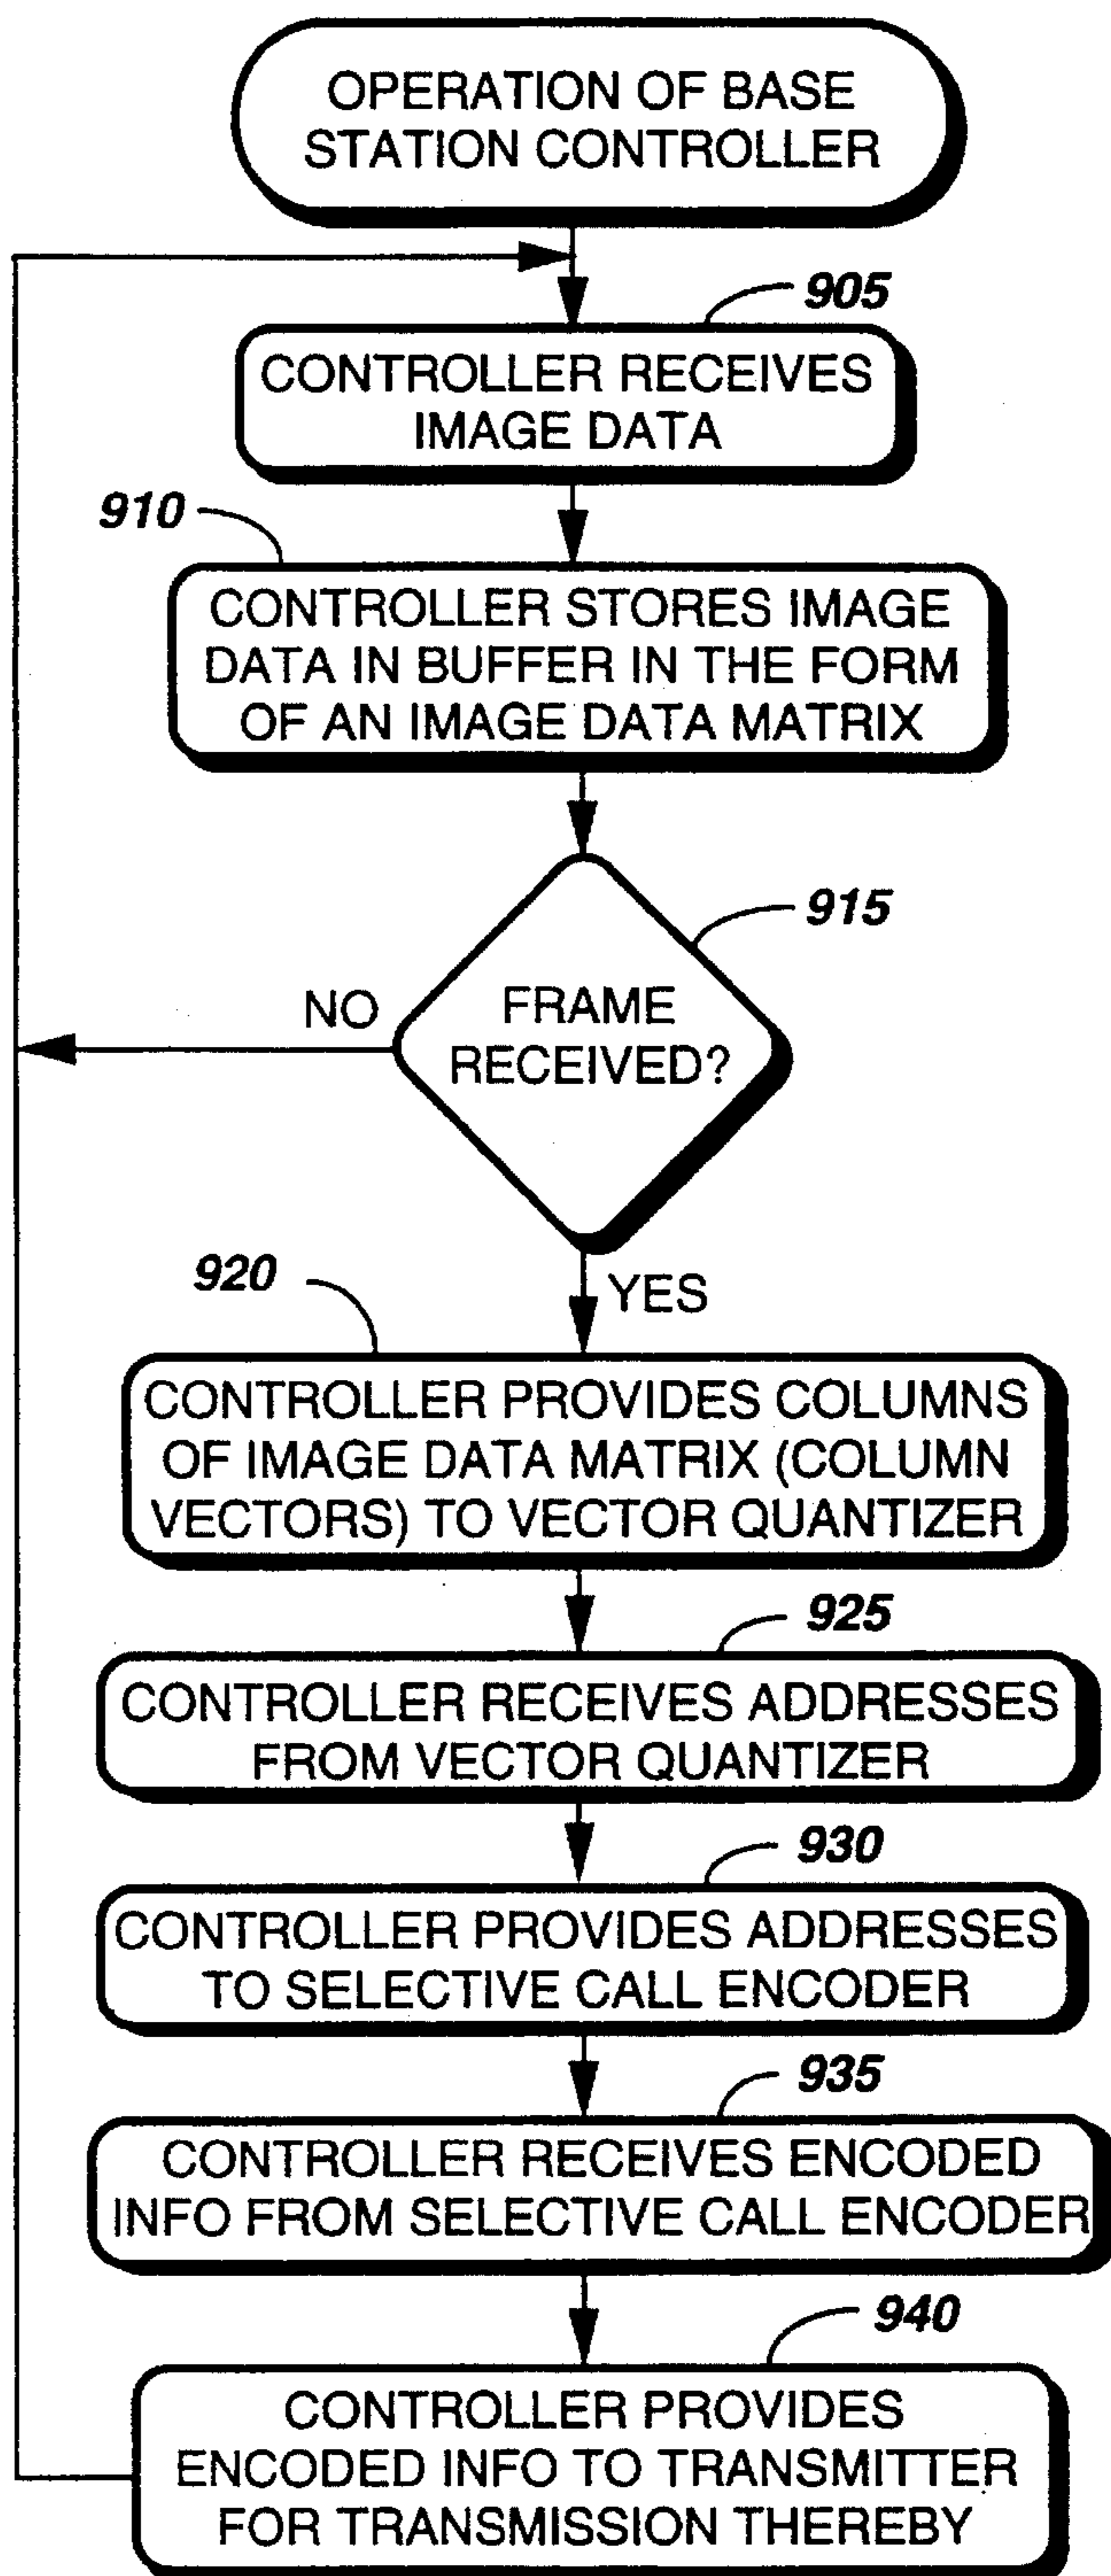 OPERATION OF BASE
STATION CONTROLLER
905
CONTROLLER RECEIVES
IMAGE DATA
910
CONTROLLER STORES IMAGE
DATA IN BUFFER IN THE FORM
OF AN IMAGE DATA MATRIX
915
NO
FRAME
RECEIVED?
920
YES
CONTROLLER PROVIDES COLUMNS
OF IMAGE DATA MATRIX (COLUMN
VECTORS) TO VECTOR QUANTIZER
925
CONTROLLER RECEIVES ADDRESSES
FROM VECTOR QUANTIZER
930
CONTROLLER PROVIDES ADDRESSES
TO SELECTIVE CALL ENCODER
935
CONTROLLER RECEIVES ENCODED
INFO FROM SELECTIVE CALL ENCODER
940
CONTROLLER PROVIDES
ENCODED INFO TO TRANSMITTER
FOR TRANSMISSION THEREBY